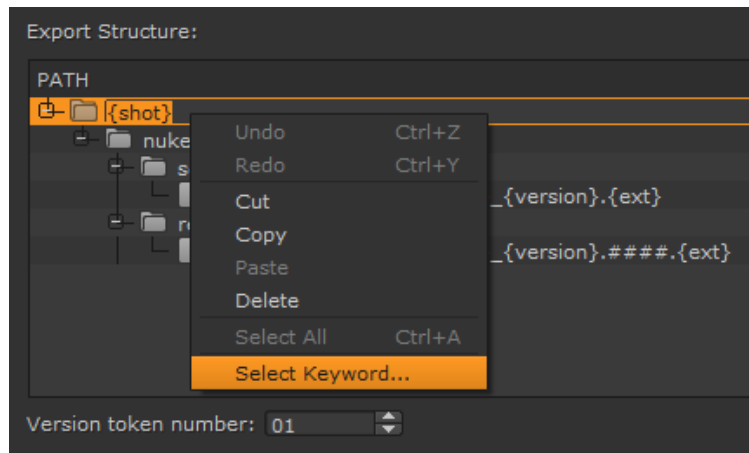 Export Structure:
PATH
{shot}
nuke
Undo Ctrl+Z
Redo Ctrl+Y
Cut
_{version}.{ext}
Copy
_{version}.####.{ext}
Paste
Delete
Select All Ctrl+A
Select Keyword...
Version token number: 01